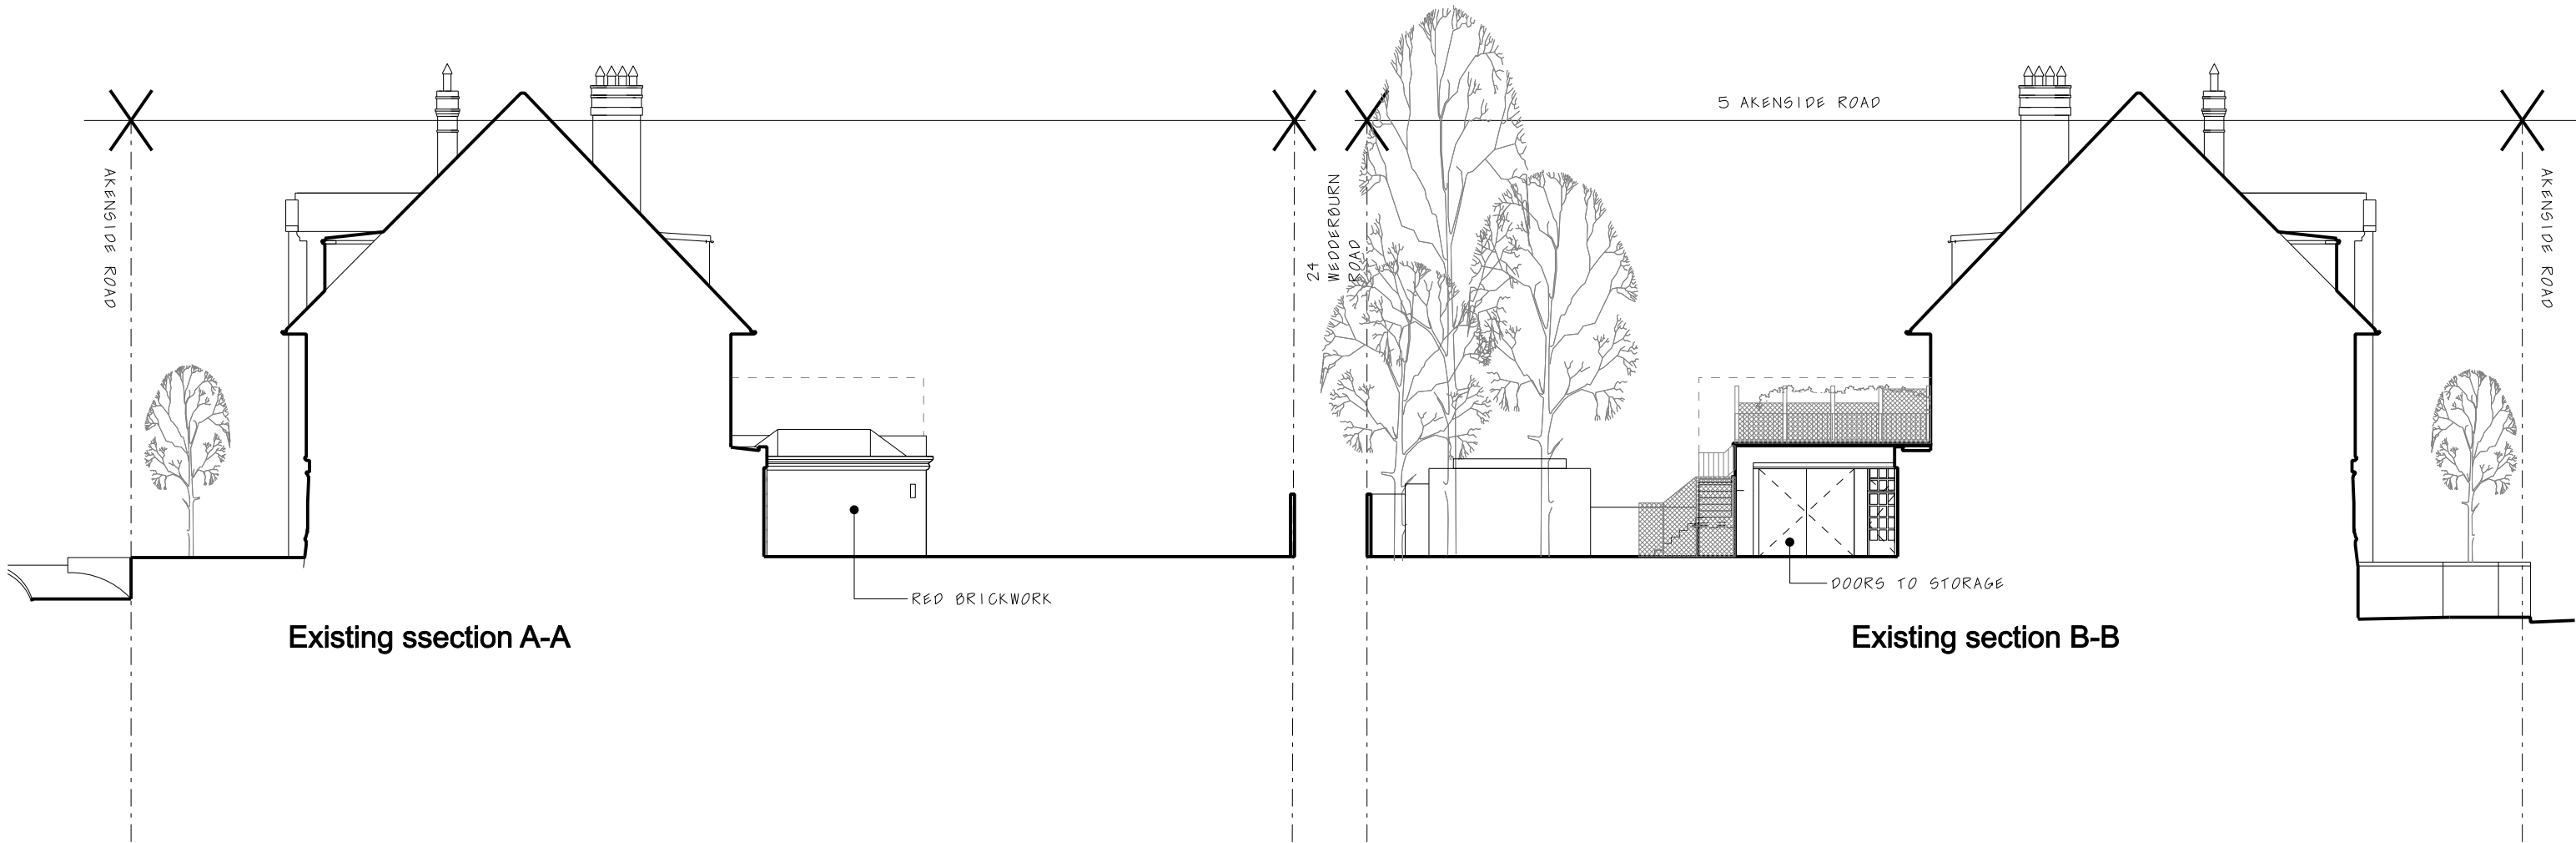 5 AKENSIDE ROAD
AKENSIDE ROAD
24
WEDDERBURN
ROAD
AKENSIDE ROAD
RED BRICKWORK
DOORS TO STORAGE
Existing ssection A-A
Existing section B-B